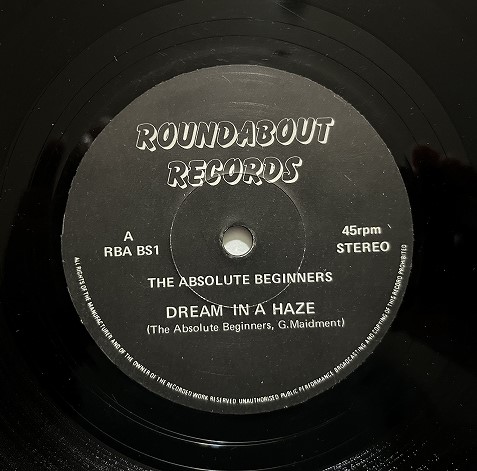 ROUNDABOUT
RECORDS
A
RBA BS1
45rpm
STEREO
THE ABSOLUTE BEGINNERS
DREAM IN A HAZE
(The Absolute Beginners, G.Maidment)
ALL RIGHTS OF THE MANUFACTURER AND OF THE OWNER OF THE RECORDED WORK RESERVED UNAUTHORISED PUBLIC PERFORMANCE BROADCASTING AND COPYING OF THIS RECORD PROHIBITED